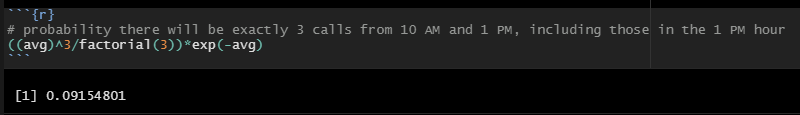 ```{r}
# probability there will be exactly 3 calls from 10 AM and 1 PM, including those in the 1 PM hour
((avg)^3/factorial(3))*exp(-avg)
```
[1] 0.09154801